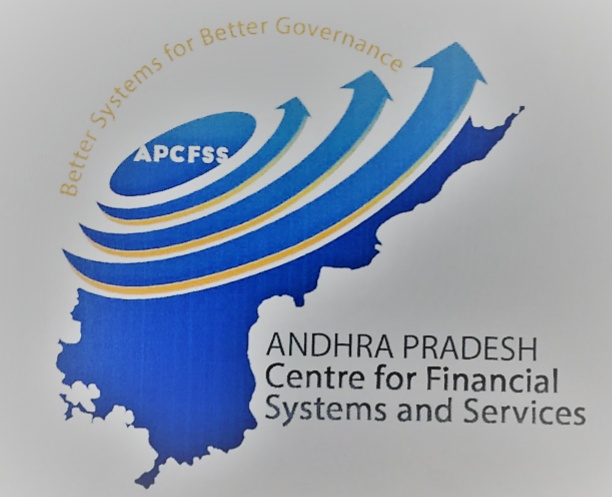 Better Systems for Better Governance
APCFSS
ANDHRA PRADESH
Centre for Financial
Systems and Services